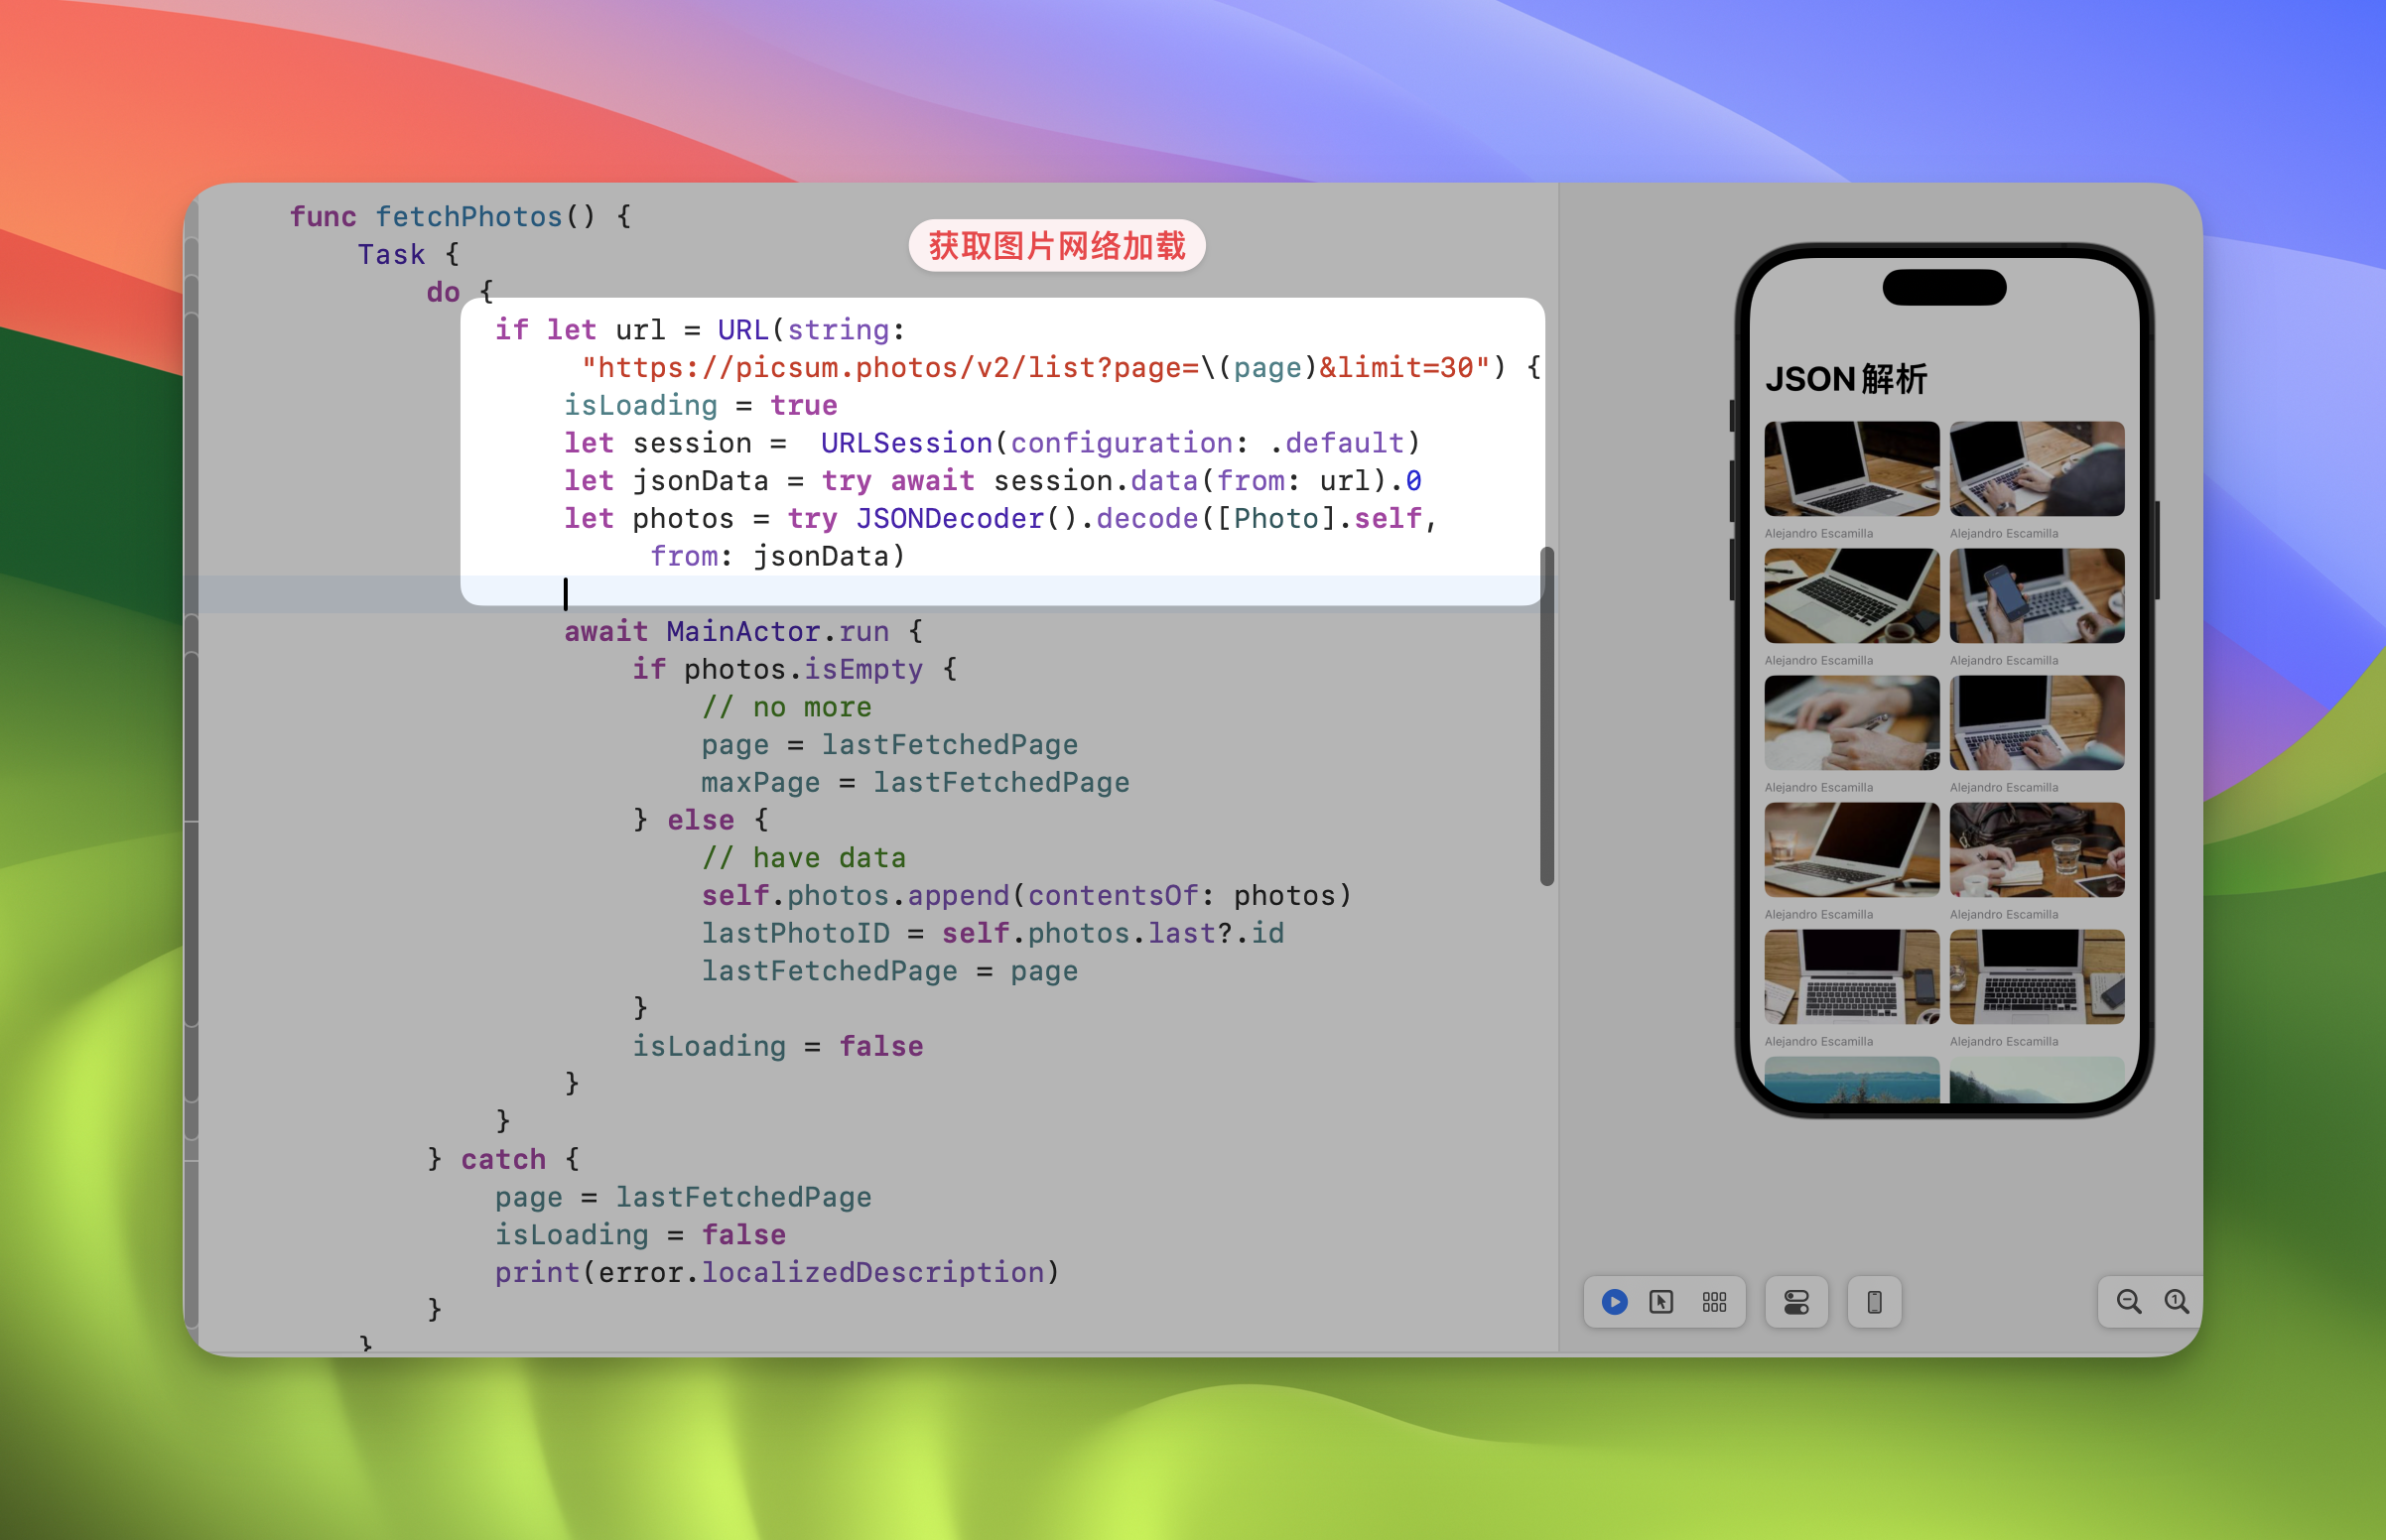 func fetchPhotos() {
Task {
获取图片网络加载
do {
if let url = URL(string:
"https://picsum.photos/v2/list?page=\(page)&limit=30") {
isLoading = true
let session =  URLSession(configuration: .default)
let jsonData = try await session.data(from: url).0
let photos = try JSONDecoder().decode([Photo].self,
from: jsonData)
await MainActor.run {
if photos.isEmpty {
// no more
page = lastFetchedPage
maxPage = lastFetchedPage
} else {
// have data
self.photos.append(contentsOf: photos)
lastPhotoID = self.photos.last?.id
lastFetchedPage = page
}
isLoading = false
}
}
} catch {
page = lastFetchedPage
isLoading = false
print(error.localizedDescription)
}
}
JSON 解析
Alejandro Escamilla Alejandro Escamilla
Alejandro Escamilla Alejandro Escamilla
Alejandro Escamilla Alejandro Escamilla
Alejandro Escamilla Alejandro Escamilla
Alejandro Escamilla Alejandro Escamilla
1